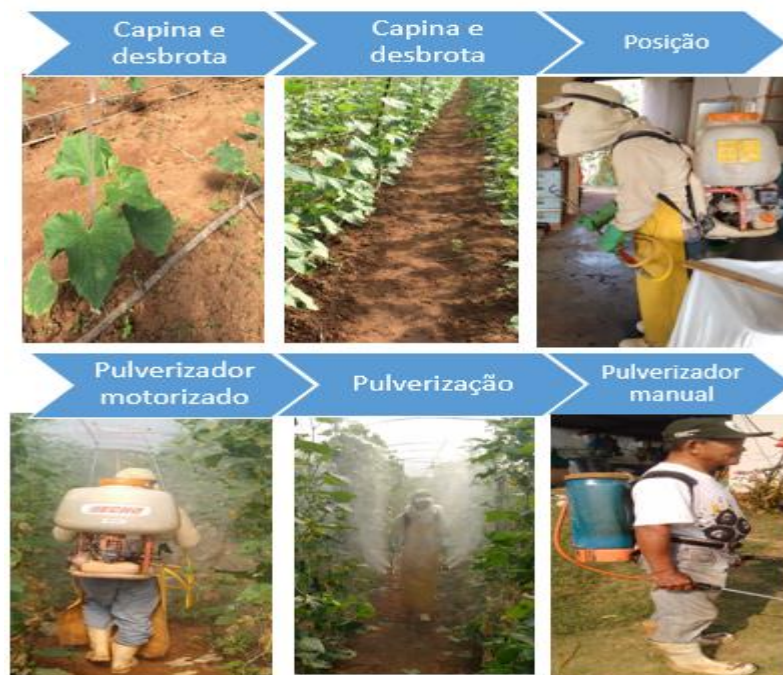 Capina e
desbrota
Capina e
desbrota
Posição
Pulverizador
motorizado
Pulverização
Pulverizador
manual
ECHO